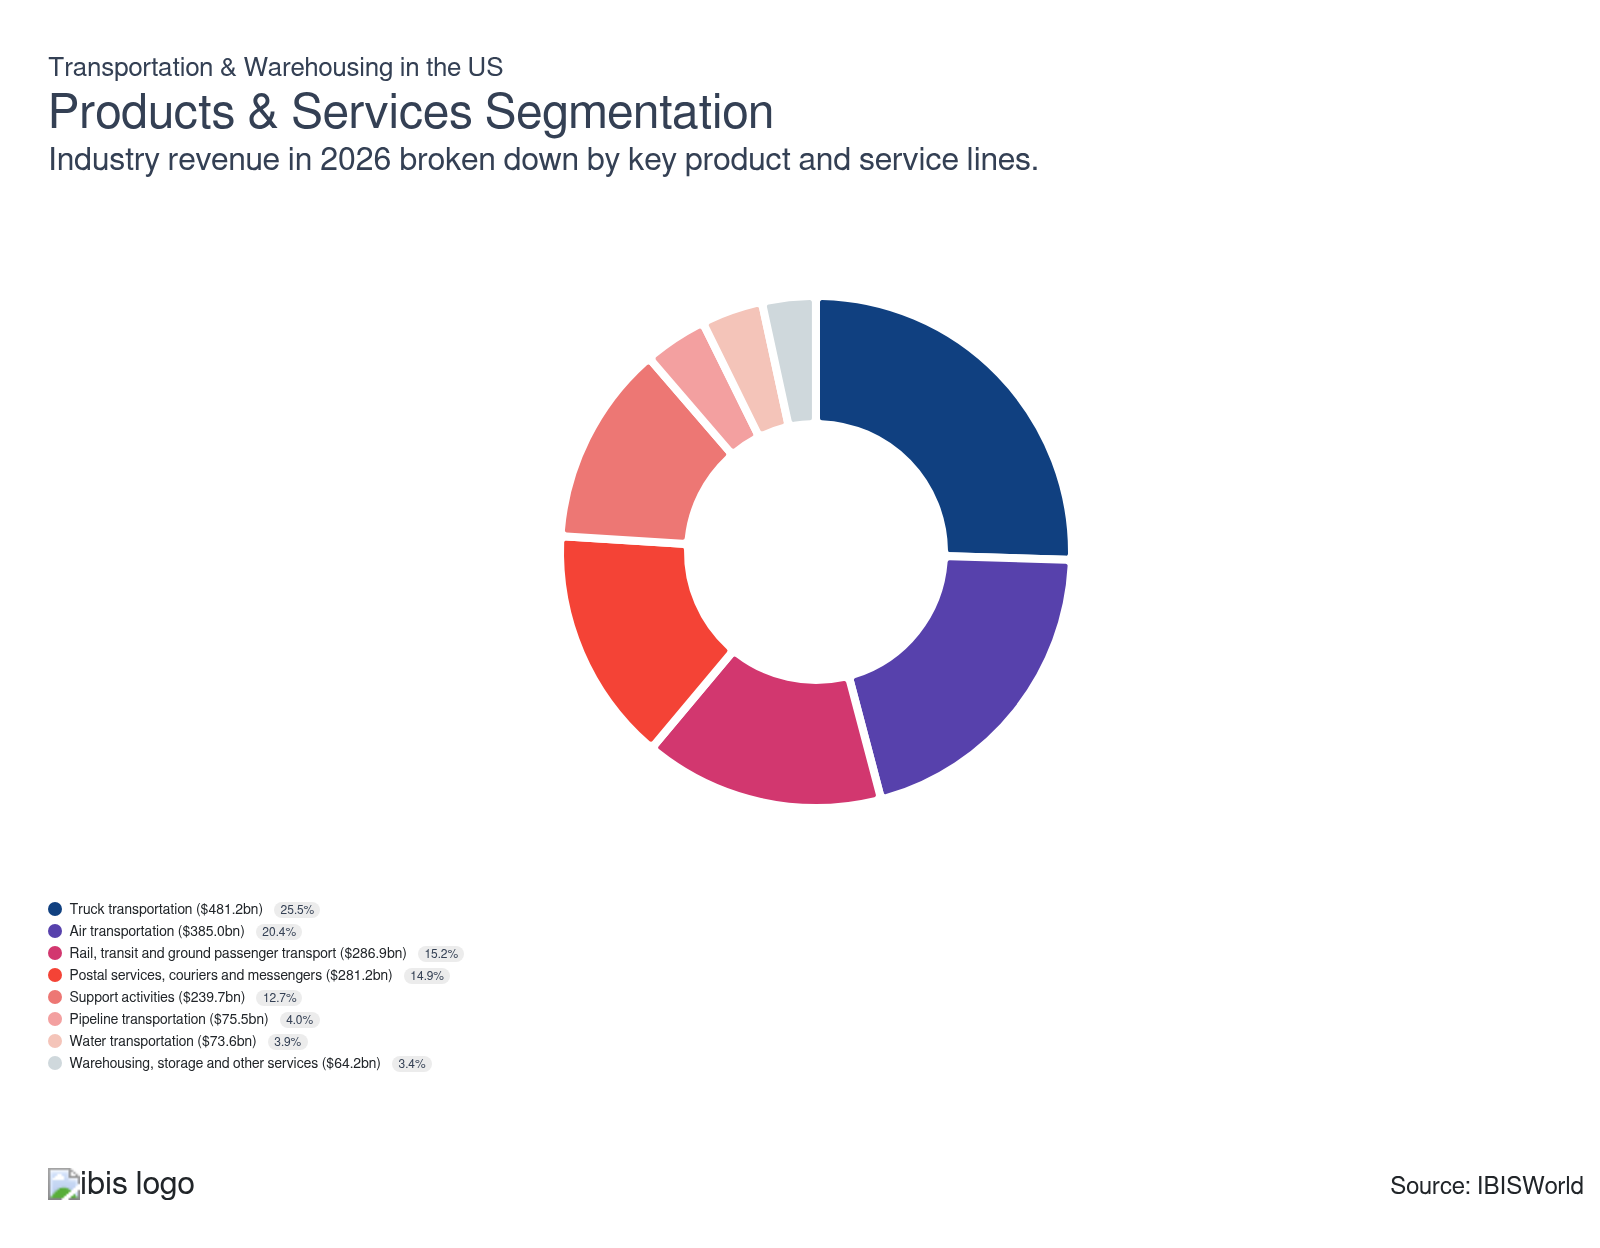 Transportation & Warehousing in the US
Products & Services Segmentation
Industry revenue in 2026 broken down by key product and service lines.
Truck transportation ($481.2bn) 25.5%
Air transportation ($385.0bn) 20.4%
Rail, transit and ground passenger transport ($286.9bn) 15.2%
Postal services, couriers and messengers ($281.2bn) 14.9%
Support activities ($239.7bn) 12.7%
Pipeline transportation ($75.5bn) 4.0%
Water transportation ($73.6bn) 3.9%
Warehousing, storage and other services ($64.2bn) 3.4%
ibis logo
Source: IBISWorld